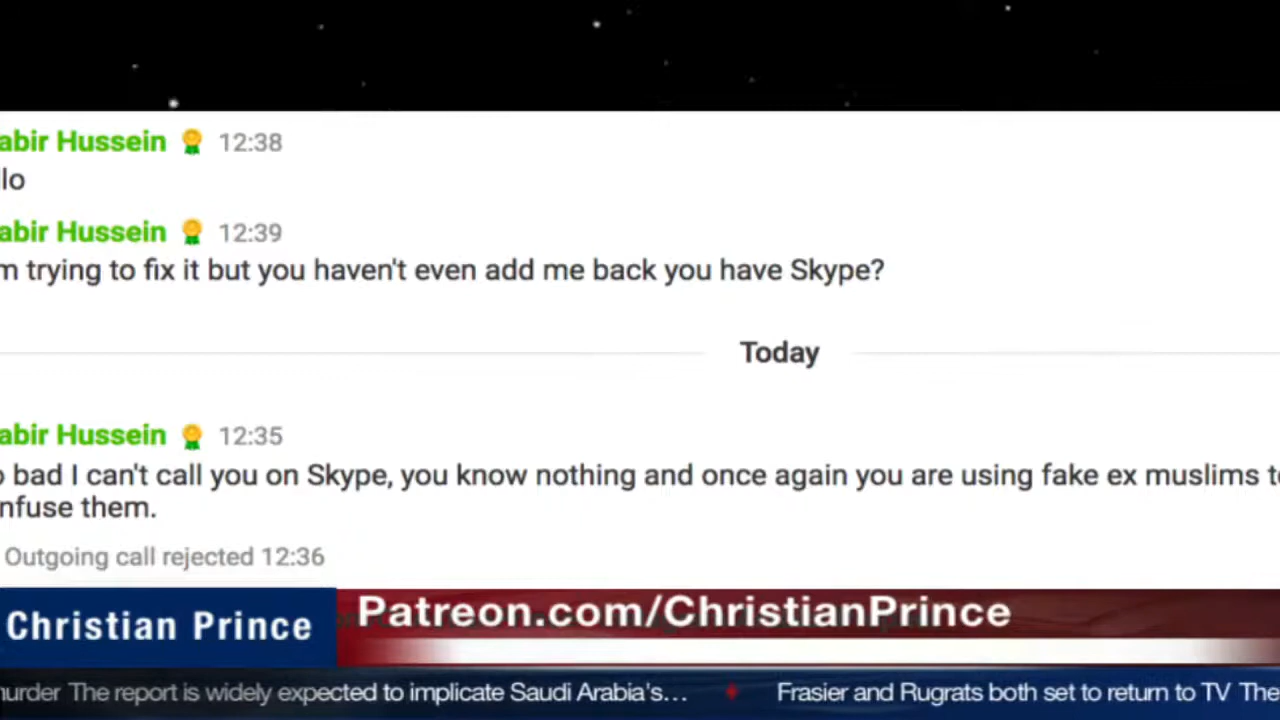 abir Hussein 12:38
lo
abir Hussein 12:39
m trying to fix it but you haven't even add me back you have Skype?
Today
abir Hussein 12:35
o bad I can't call you on Skype, you know nothing and once again you are using fake ex muslims to
nfuse them.
Outgoing call rejected 12:36
Christian Prince
Patreon.com/ChristianPrince
urder The report is widely expected to implicate Saudi Arabia's... Frasier and Rugrats both set to return to TV The